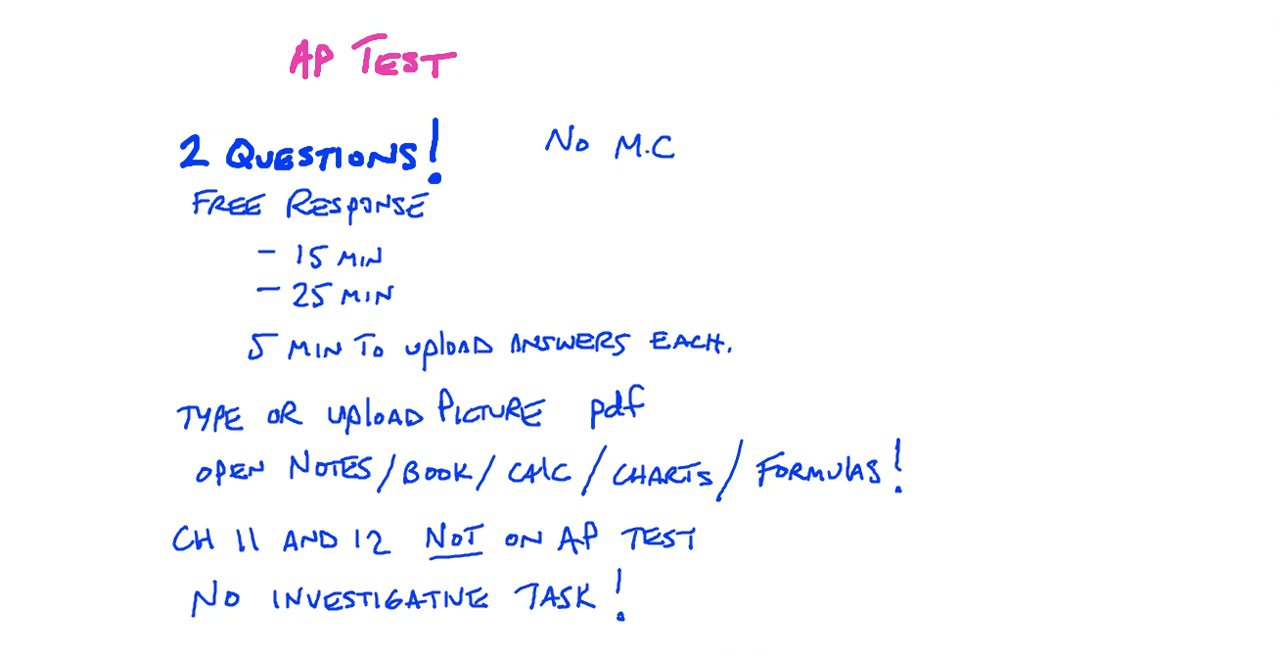 AP TEST
2 QUESTIONS! NO M.C
FREE RESPONSE
- 15 MIN
- 25 MIN
5 MIN TO UPLOAD ANSWERS EACH.
TYPE OR UPLOAD PICTURE pdf
OPEN NOTES/BOOK/CALC/CHARTS/FORMULAS!
CH 11 AND 12 NOT ON AP TEST
NO INVESTIGATIVE TASK!